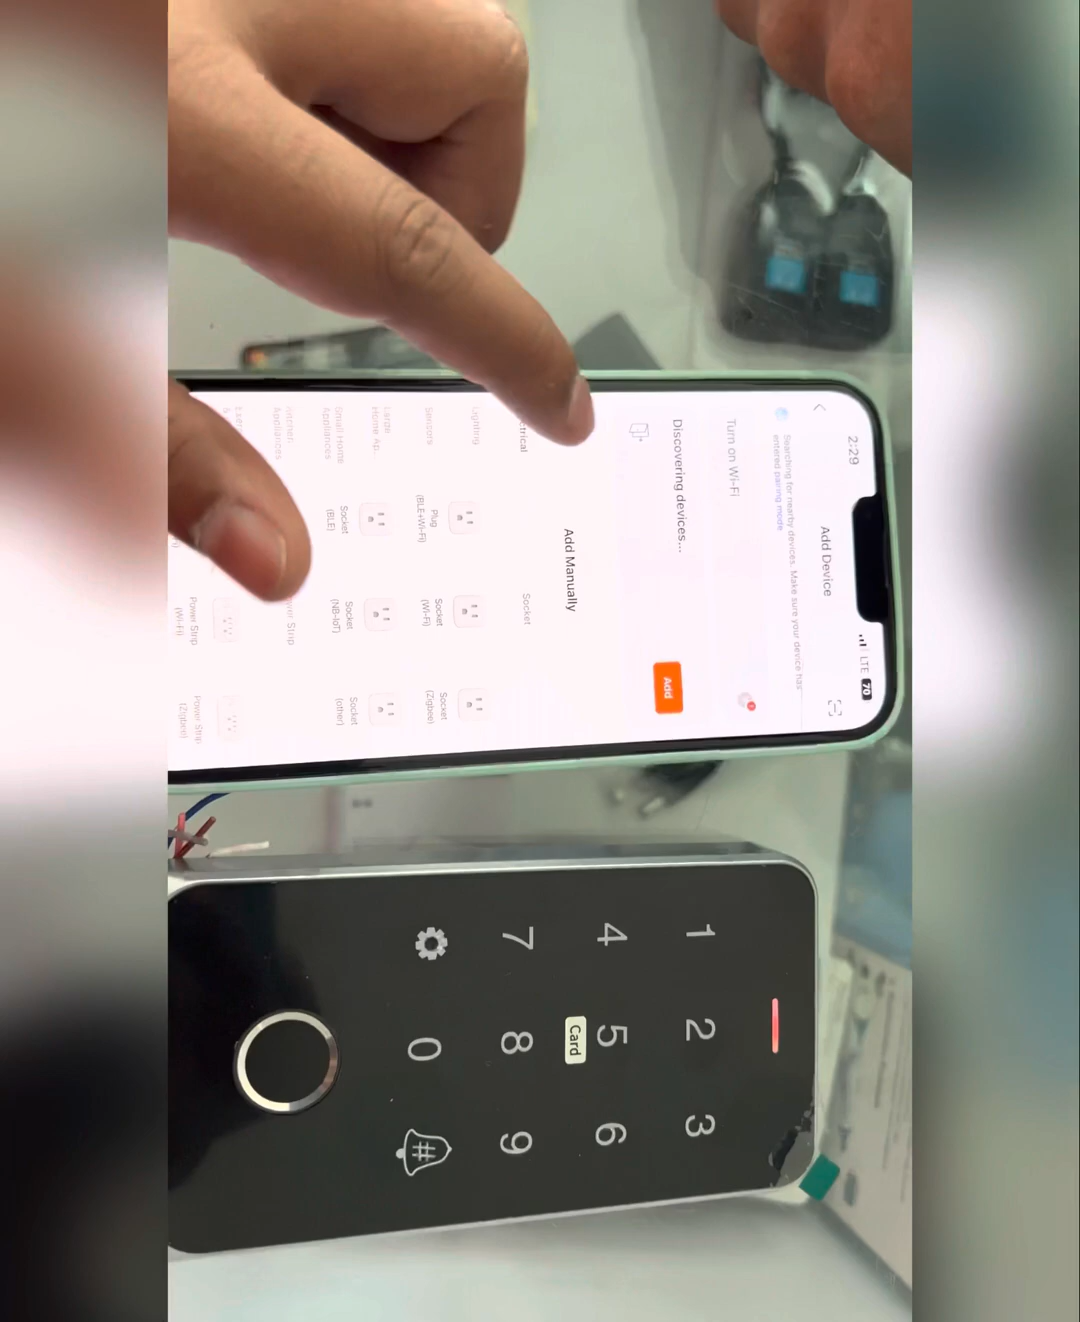 2:29
LTE 70
Add Device
Searching for nearby devices. Make sure your device has
entered pairing mode
Turn on Wi-Fi
Discovering devices...
Add
Add Manually
ctrical
Socket
Lighting
Sensors
Large
Home Ap..
Small Home
Appliances
Kitchen
Appliances
Plug
(BLE+Wi-Fi)
Socket
(Wi-Fi)
Socket
(Zigbee)
Socket
(BLE)
Socket
(NB-IoT)
Socket
(other)
wer Strip
Power Strip
(Wi-Fi)
Power Strip
(Zigbee)
1 2 3
4 5 6
Card
7 8 9
0 #